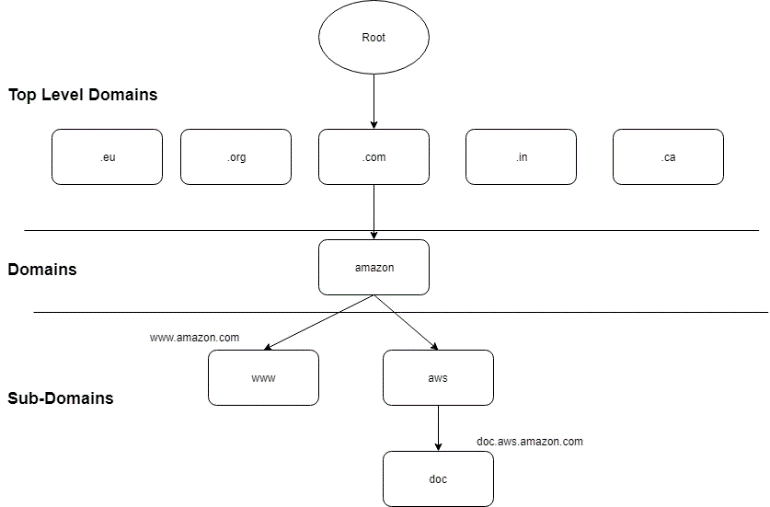 Root
Top Level Domains
.eu
.org
.com
.in
.ca
Domains
amazon
www.amazon.com
www
aws
Sub-Domains
doc.aws.amazon.com
doc